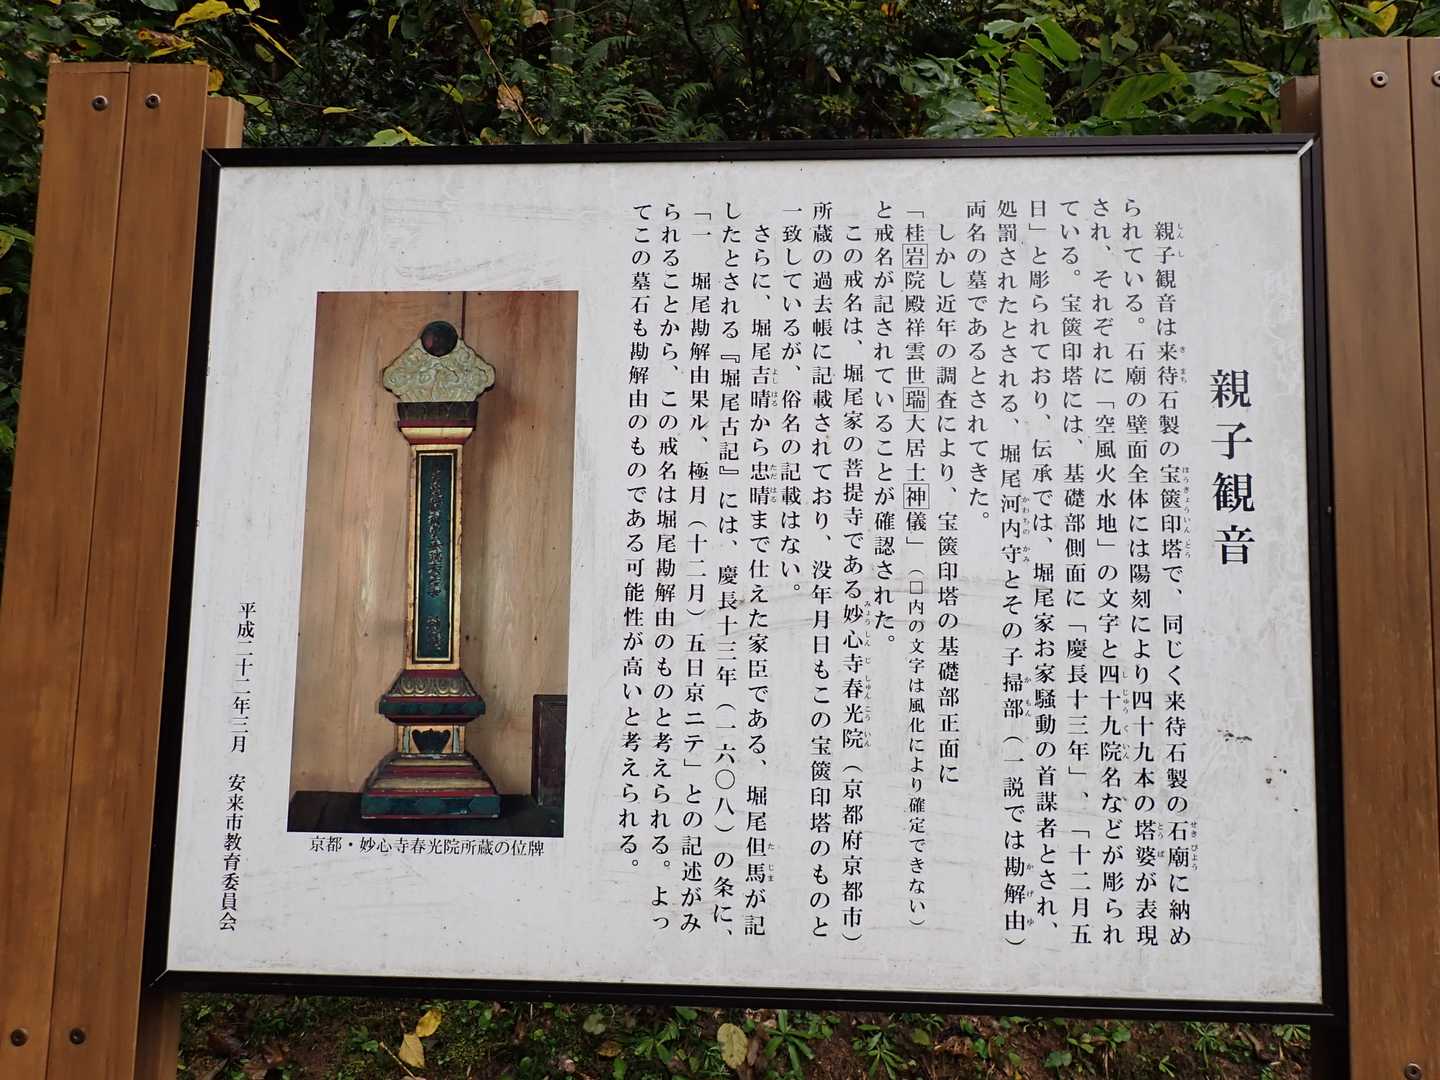 親子観音
親子観音は来待石製の宝篋印塔で、同じく来待石製の石廟に納め
られている。石廟の壁面全体には陽刻により四十九本の塔婆が表現
され、それぞれに「空風火水地」の文字と四十九院名などが彫られ
ている。宝篋印塔には、基礎部側面に「慶長十三年」、「十二月五
日」と彫られており、伝承では、堀尾家お家騒動の首謀者とされ、
処罰されたとされる、堀尾河内守とその子掃部（一説では勘解由）
両名の墓であるとされてきた。
しかし近年の調査により、宝篋印塔の基礎部正面に
「桂岩院殿祥雲世瑞大居士神儀」（□内の文字は風化により確定できない）
と戒名が記されていることが確認された。
この戒名は、堀尾家の菩提寺である妙心寺春光院（京都府京都市）
所蔵の過去帳に記載されており、没年月日もこの宝篋印塔のものと
一致しているが、俗名の記載はない。
さらに、堀尾吉晴から忠晴まで仕えた家臣である、堀尾但馬が記
したとされる『堀尾古記』には、慶長十三年（一六〇八）の条に、
「一　堀尾勘解由果ル、極月（十二月）五日京ニテ」との記述がみ
られることから、この戒名は堀尾勘解由のものと考えられる。よっ
てこの墓石も勘解由のものである可能性が高いと考えられる。
京都・妙心寺春光院所蔵の位牌
平成二十二年三月　安来市教育委員会